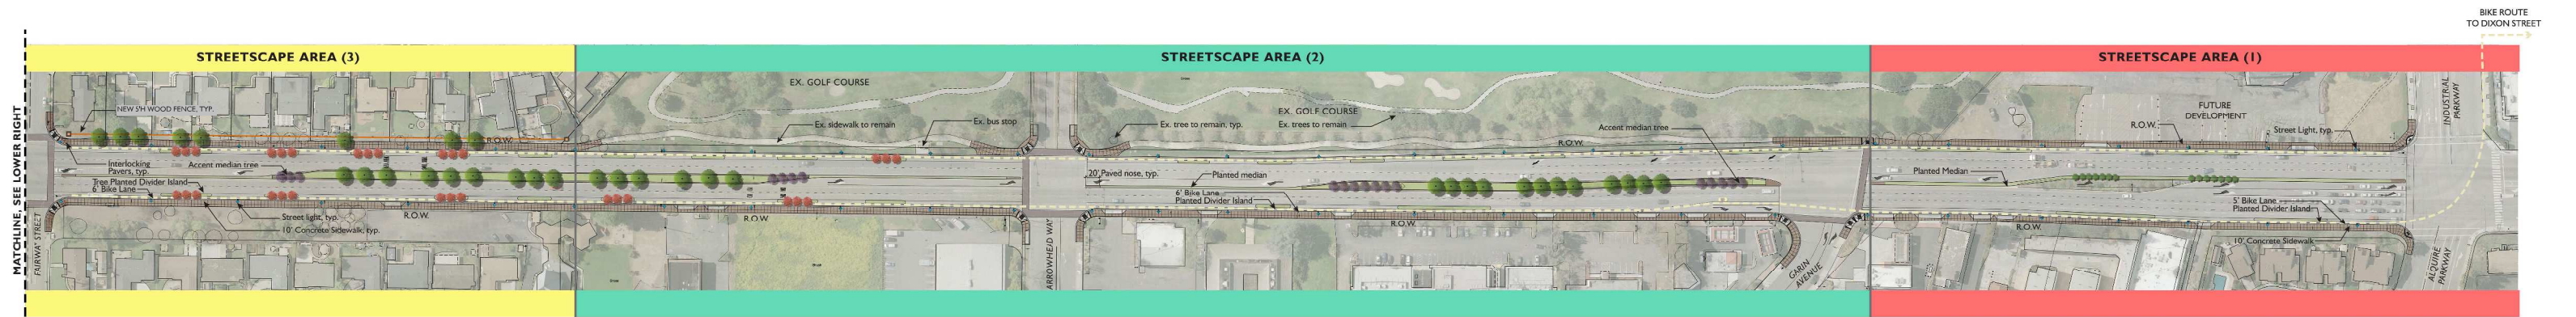 BIKE ROUTE
TO DIXON STREET
STREETSCAPE AREA (3)
STREETSCAPE AREA (2)
STREETSCAPE AREA (1)
MATCHLINE, SEE LOWER RIGHT
NEW 5'H WOOD FENCE, TYP.
R.O.W.
Interlocking
Pavers, typ.
Accent median tree
Tree Planted Divider Island
6' Bike Lane
Street light, typ.
10' Concrete Sidewalk, typ.
R.O.W.
FAIRWAY STREET
EX. GOLF COURSE
Ex. sidewalk to remain
Ex. bus stop
R.O.W.
ARROWHEAD WAY
EX. GOLF COURSE
Ex. tree to remain, typ.
Ex. trees to remain
Accent median tree
R.O.W.
20' Paved nose, typ.
Planted median
6' Bike Lane
Planted Divider Island
R.O.W.
GARIN
AVENUE
FUTURE
DEVELOPMENT
R.O.W.
Street Light, typ.
INDUSTRIAL
PARKWAY
Planted Median
5' Bike Lane
Planted Divider Island
R.O.W.
10' Concrete Sidewalk
ALQUIRE
PARKWAY